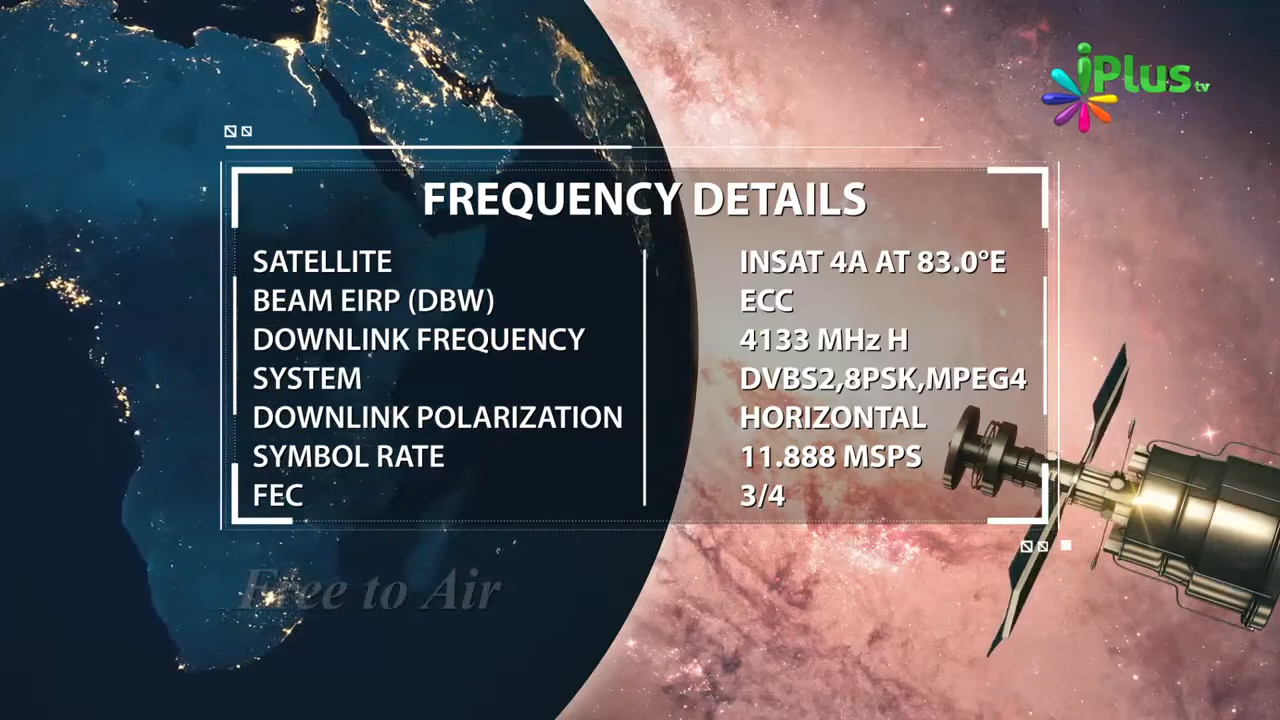 iPlus tv
FREQUENCY DETAILS
SATELLITE INSAT 4A AT 83.0°E
BEAM EIRP (DBW) ECC
DOWNLINK FREQUENCY 4133 MHz H
SYSTEM DVBS2,8PSK,MPEG4
DOWNLINK POLARIZATION HORIZONTAL
SYMBOL RATE 11.888 MSPS
FEC 3/4
Free to Air